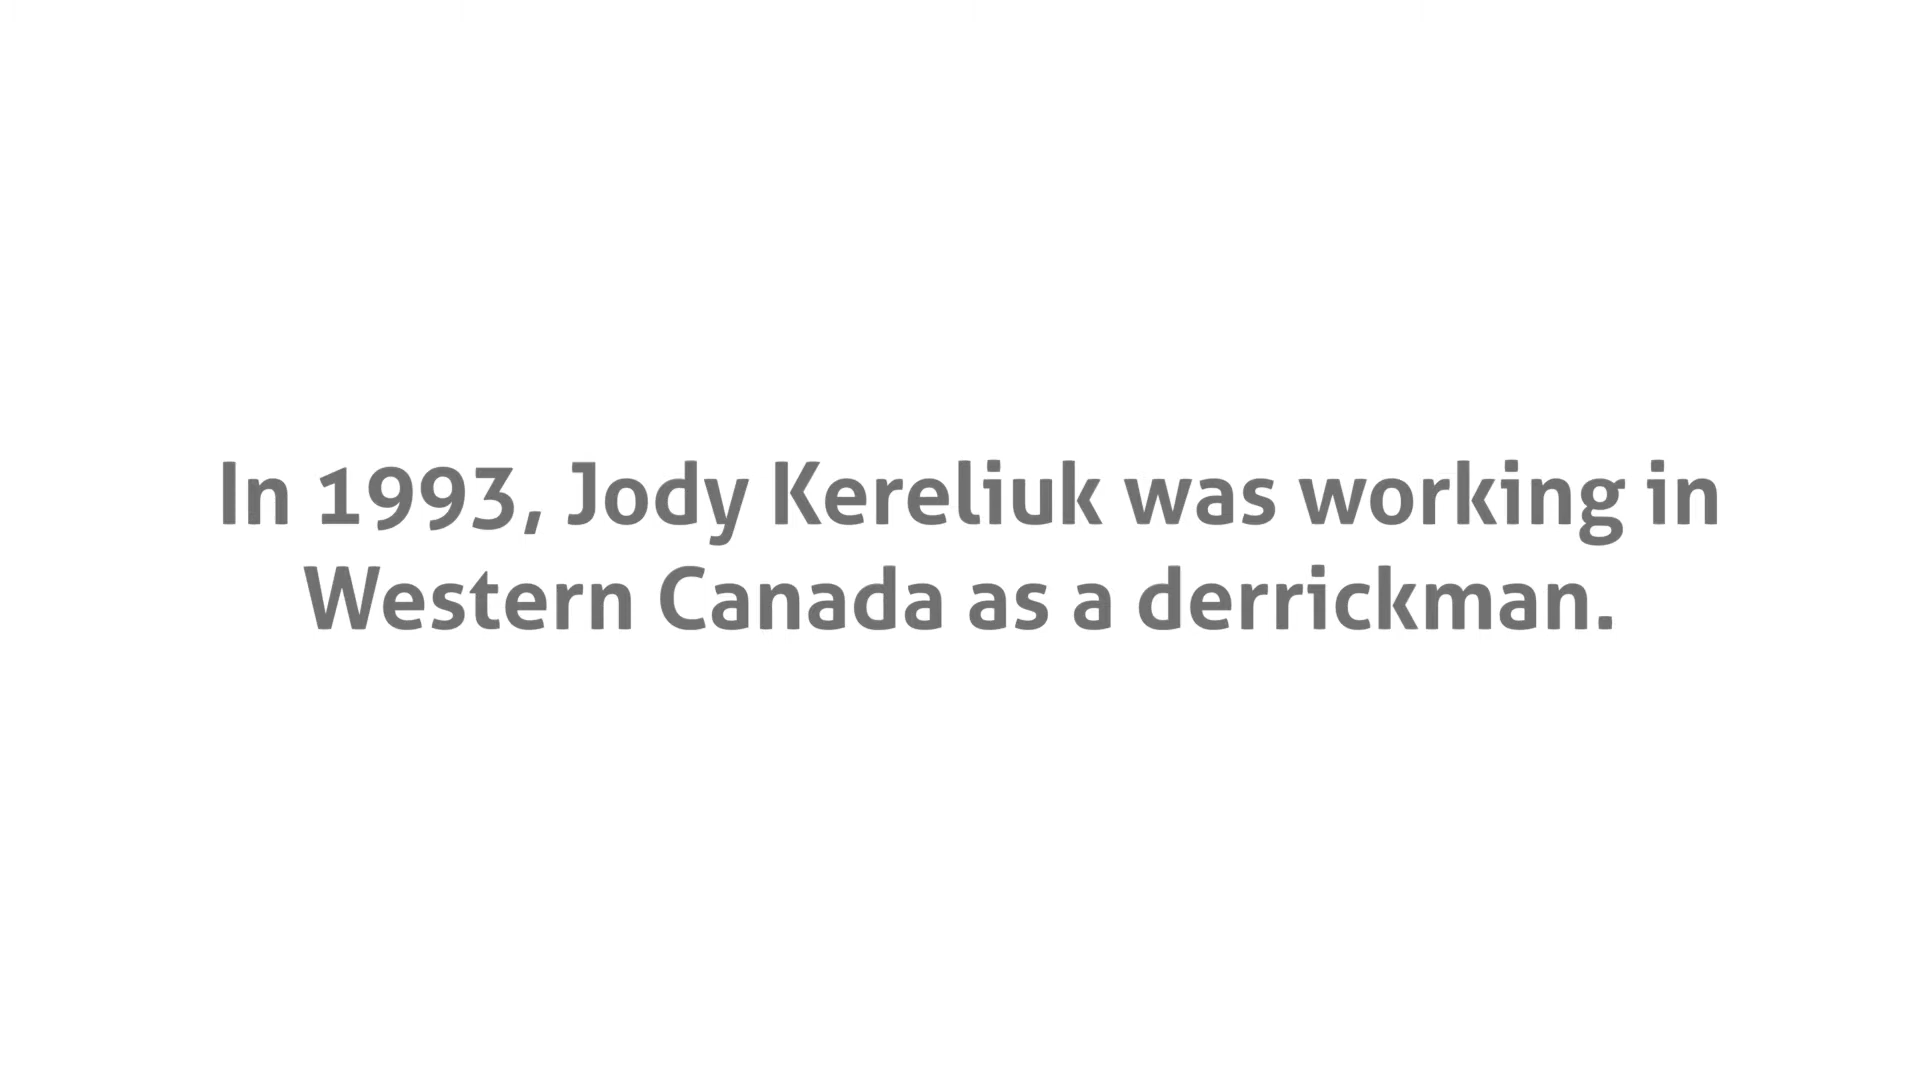 In 1993, Jody Kereliuk was working in
Western Canada as a derrickman.